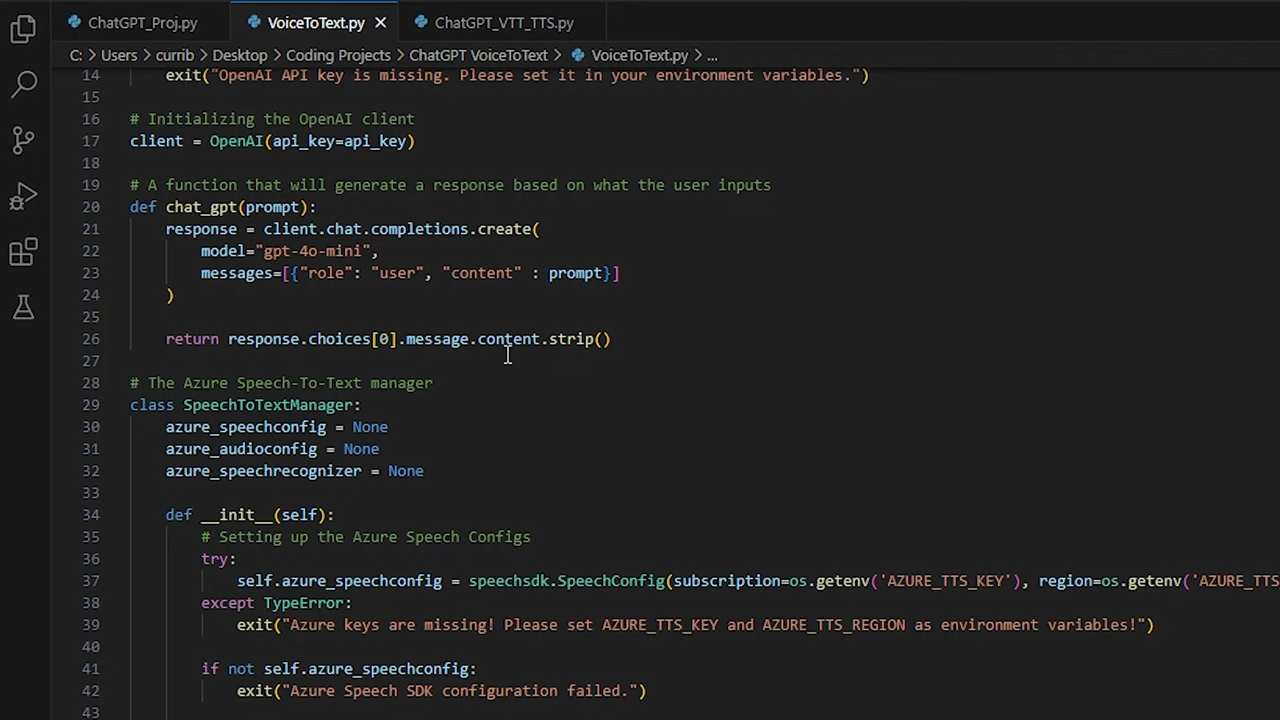 ChatGPT_Proj.py
VoiceToText.py
ChatGPT_VTT_TTS.py
C: > Users > currib > Desktop > Coding Projects > ChatGPT VoiceToText > VoiceToText.py > ...
14 exit("OpenAI API key is missing. Please set it in your environment variables.")
15
16 # Initializing the OpenAI client
17 client = OpenAI(api_key=api_key)
18
19 # A function that will generate a response based on what the user inputs
20 def chat_gpt(prompt):
21 response = client.chat.completions.create(
22 model="gpt-4o-mini",
23 messages=[{"role": "user", "content" : prompt}]
24 )
25
26 return response.choices[0].message.content.strip()
27
28 # The Azure Speech-To-Text manager
29 class SpeechToTextManager:
30 azure_speechconfig = None
31 azure_audioconfig = None
32 azure_speechrecognizer = None
33
34 def __init__(self):
35 # Setting up the Azure Speech Configs
36 try:
37 self.azure_speechconfig = speechsdk.SpeechConfig(subscription=os.getenv('AZURE_TTS_KEY'), region=os.getenv('AZURE_TTS
38 except TypeError:
39 exit("Azure keys are missing! Please set AZURE_TTS_KEY and AZURE_TTS_REGION as environment variables!")
40
41 if not self.azure_speechconfig:
42 exit("Azure Speech SDK configuration failed.")
43